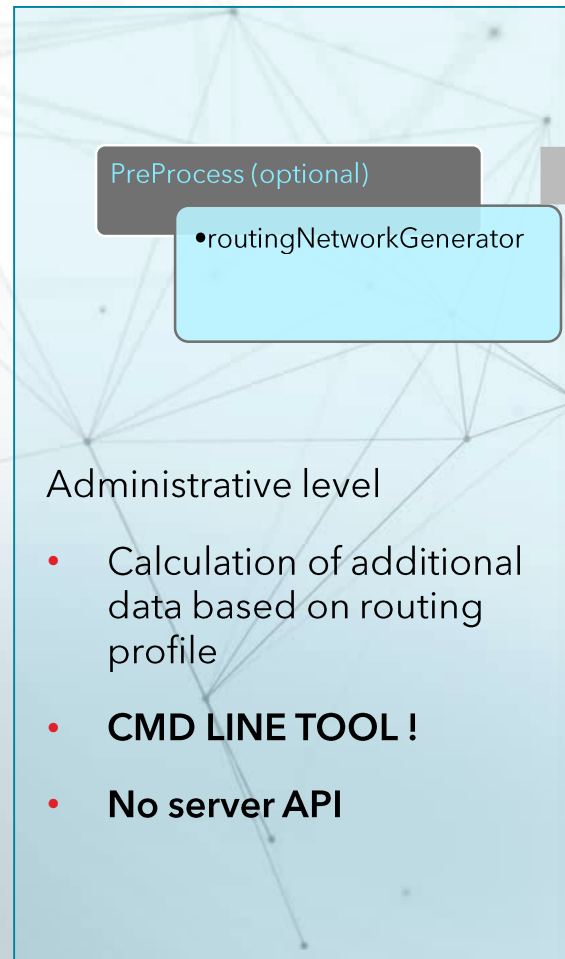 PreProcess (optional)
•routingNetworkGenerator
Administrative level
• Calculation of additional
data based on routing
profile
• CMD LINE TOOL !
• No server API